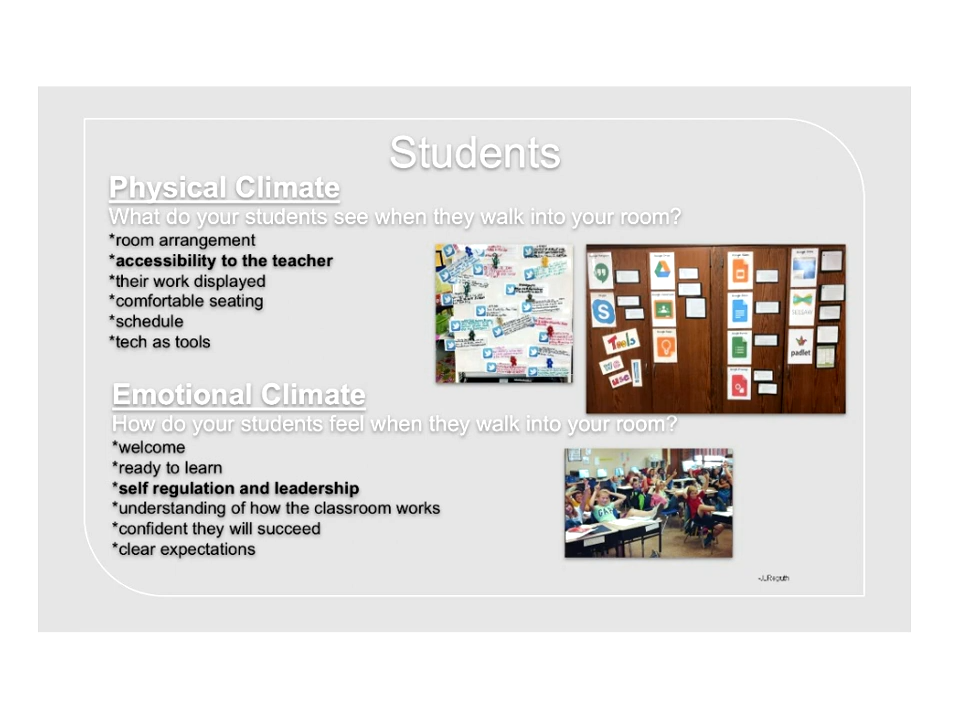 Students
Physical Climate
What do your students see when they walk into your room?
*room arrangement
*accessibility to the teacher
*their work displayed
*comfortable seating
*schedule
*tech as tools
Tools
We
padlet
Emotional Climate
How do your students feel when they walk into your room?
*welcome
*ready to learn
*self regulation and leadership
*understanding of how the classroom works
*confident they will succeed
*clear expectations